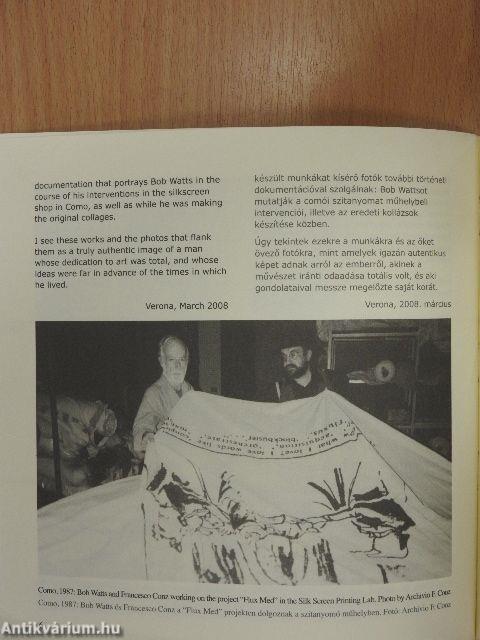 documentation that portrays Bob Watts in the
course of his interventions in the silkscreen
shop in Como, as well as while he was making
the original collages.
I see these works and the photos that flank
them as a truly authentic image of a man
whose dedication to art was total, and whose
ideas were far in advance of the times in which
he lived.
Verona, March 2008
készült munkákat kísérő fotók további történeti
dokumentációval szolgálnak: Bob Wattsot
mutatják a comói szitanyomat műhelybeli
intervenciói, illetve az eredeti kollázsok
készítése közben.
Úgy tekintek ezekre a munkákra és az őket
övező fotókra, mint amelyek igazán autentikus
képet adnak arról az emberről, akinek a
művészet iránti odaadása totális volt, és aki
gondolataival messze megelőzte saját korát.
Verona, 2008. március
what I love? I love words like
"acquisition,
"orchestrate,
"blockbuster
Como, 1987: Bob Watts and Francesco Conz working on the project "Flux Med" in the Silk Screen Printing Lab. Photo by Archivio F. Conz
Como, 1987: Bob Watts és Francesco Conz a "Flux Med" projekten dolgoznak a szitanyomó műhelyben. Fotó: Archivio F. Conz
Antikvárium.hu